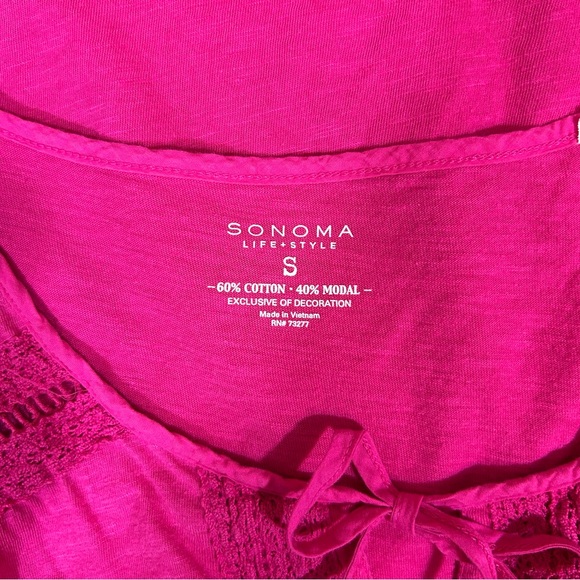 SONOMA
LIFE+STYLE
S
—60% COTTON • 40% MODAL—
EXCLUSIVE OF DECORATION
Made in Vietnam
RN# 73277